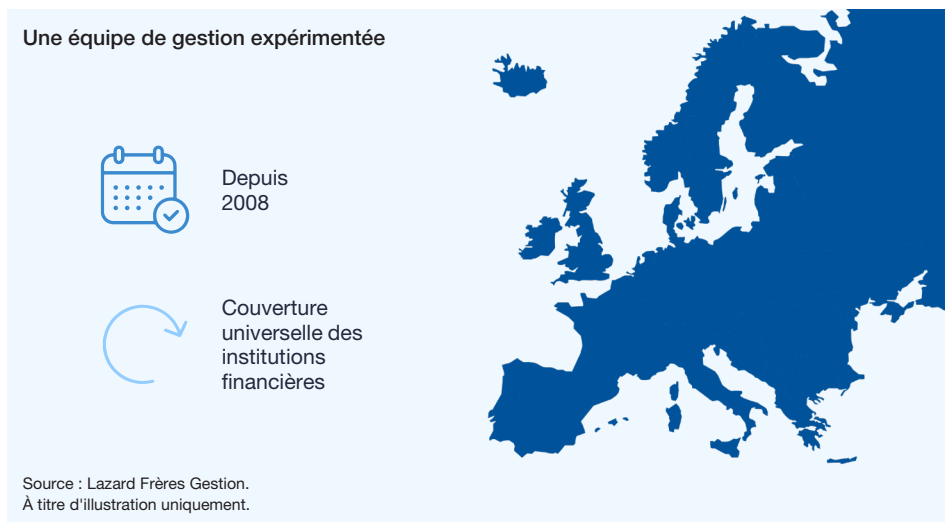 Une équipe de gestion expérimentée
Depuis
2008
Couverture
universelle des
institutions
financières
Source : Lazard Frères Gestion.
À titre d'illustration uniquement.